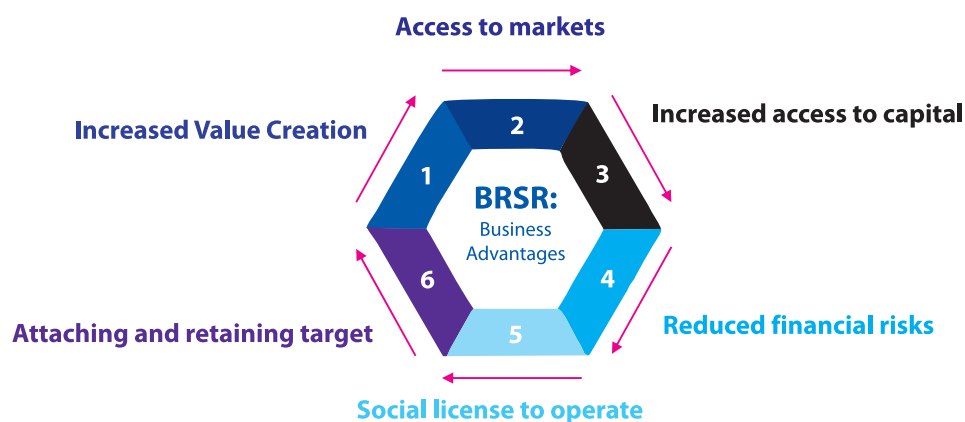 Access to markets
Increased Value Creation
Increased access to capital
2
1
3
BRSR:
Business
Advantages
6
4
5
Attaching and retaining target
Reduced financial risks
Social license to operate